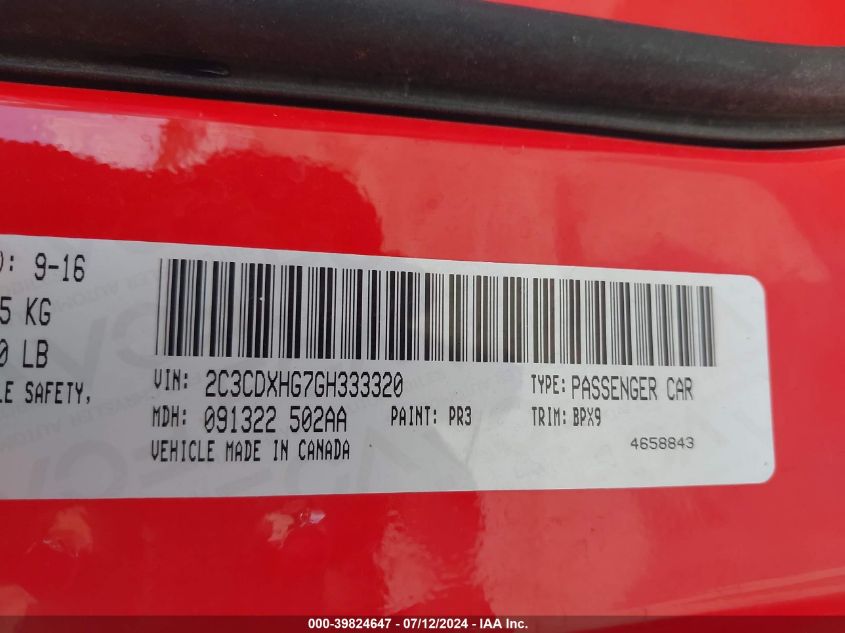 ): 9-16
5 KG
0 LB
LE SAFETY,
VIN: 2C3CDXHG7GH333320
TYPE: PASSENGER CAR
MDH: 091322 502AA
PAINT: PR3
TRIM: BPX9
VEHICLE MADE IN CANADA
4658843
000-39824647 - 07/12/2024 - IAA Inc.